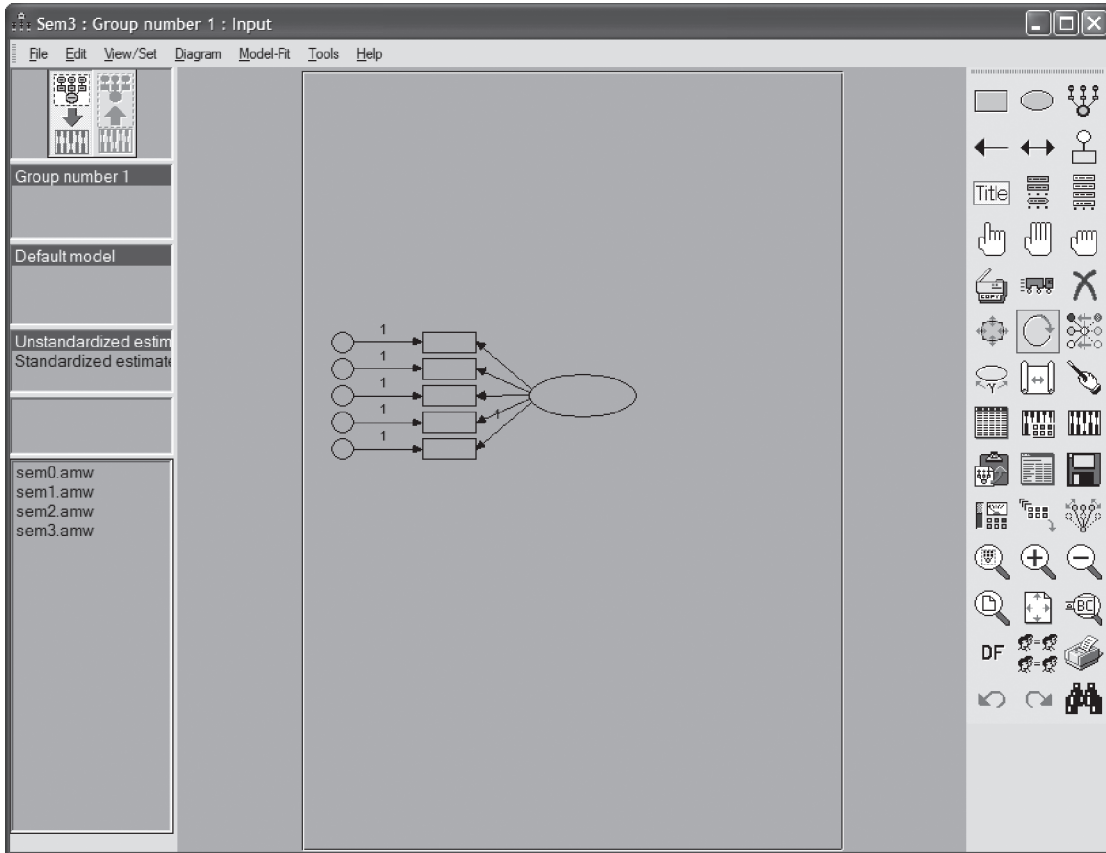 Sem3 : Group number 1 : Input
File Edit View/Set Diagram Model-Fit Tools Help
Group number 1
Default model
Unstandardized estim
Standardized estimate
sem0.amw
sem1.amw
sem2.amw
sem3.amw
1
1
1
1
1
1
Title
COPY
γ
BC
DF